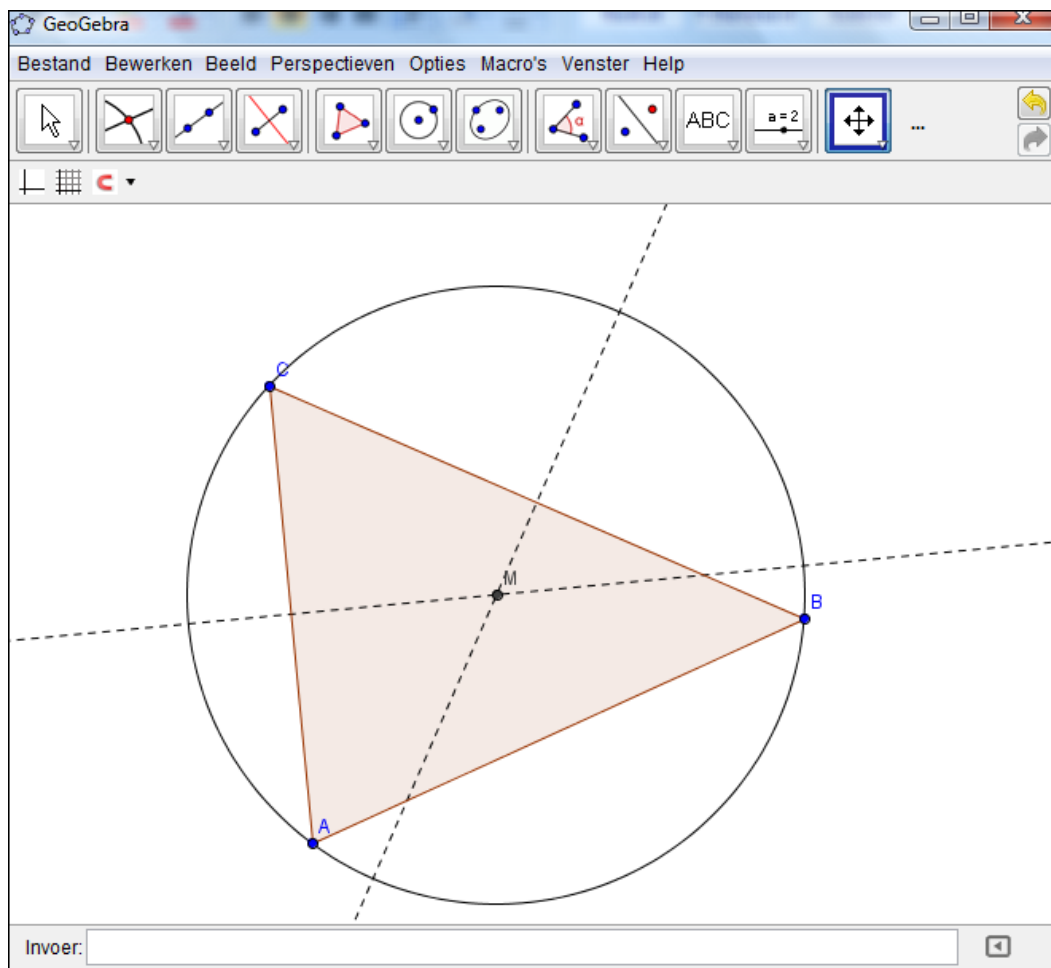 GeoGebra
Bestand Bewerken Beeld Perspectieven Opties Macro's Venster Help
ABC
a = 2
α
...
C
M
B
A
Invoer: